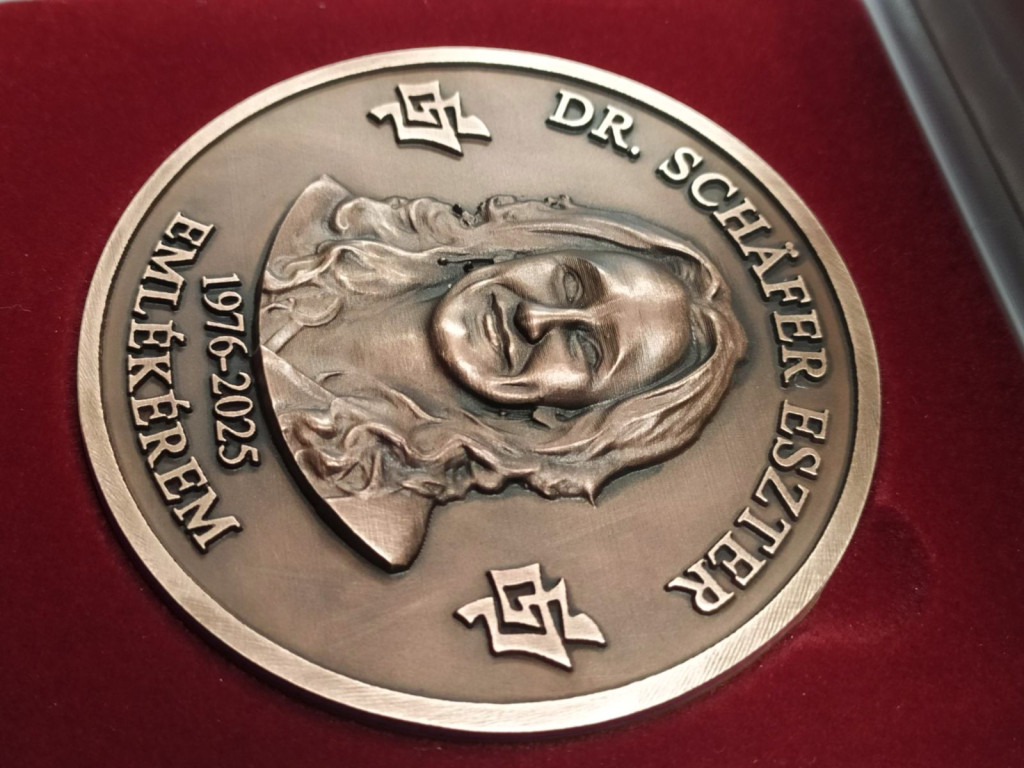 DR. SCHÄFER ESZTER
1976-2025
EMLÉKÉREM